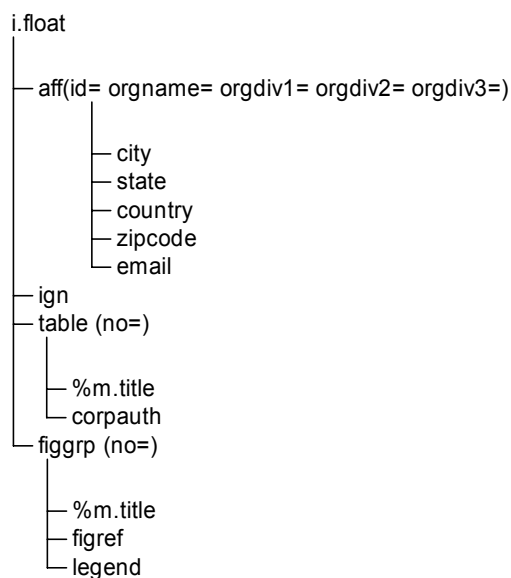 i.float
aff(id= orgname= orgdiv1= orgdiv2= orgdiv3=)
city
state
country
zipcode
email
ign
table (no=)
%m.title
corpauth
figgrp (no=)
%m.title
figref
legend